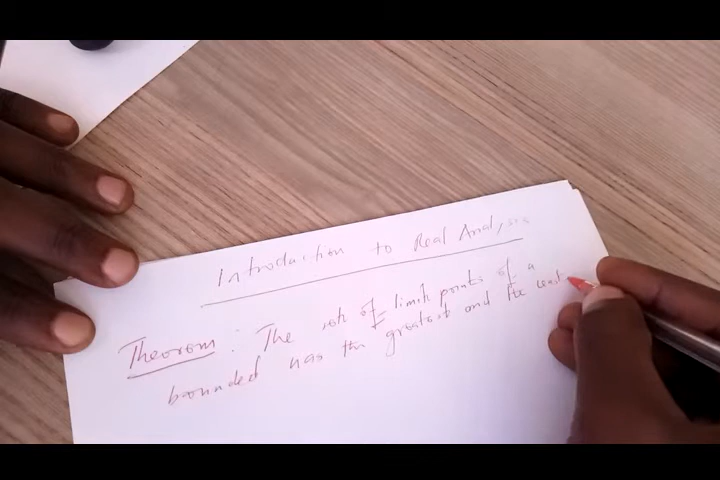 Introduction to Real Analysis
Theorem : The set of limit points of a
bounded has the greatest and the least